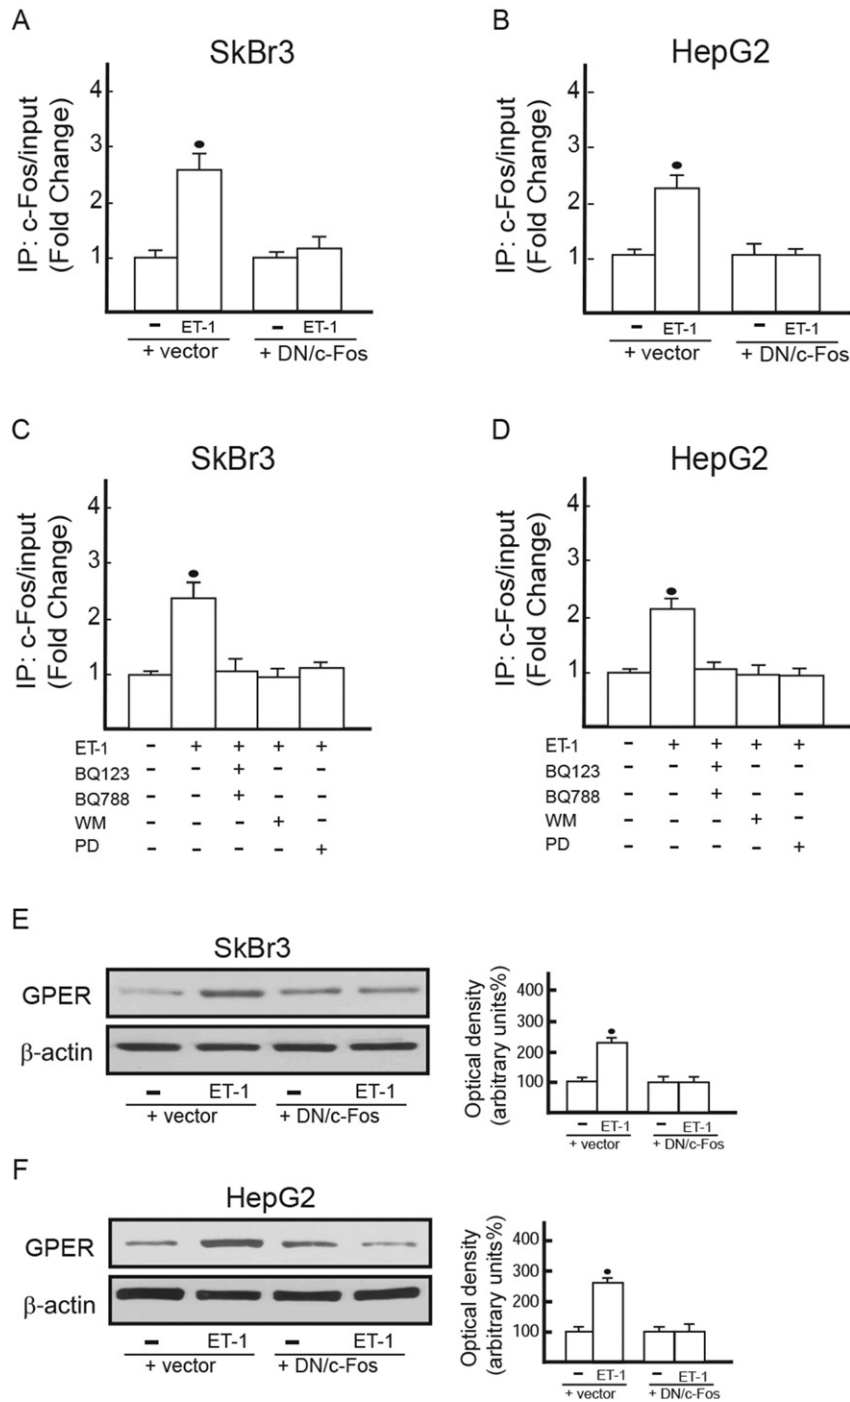 A
SkBr3
IP: c-Fos/input
(Fold Change)
4
3
2
1
– ET-1 – ET-1
+ vector + DN/c-Fos
B
HepG2
IP: c-Fos/input
(Fold Change)
4
3
2
1
– ET-1 – ET-1
+ vector + DN/c-Fos
C
SkBr3
IP: c-Fos/input
(Fold Change)
4
3
2
1
ET-1 – + + + +
BQ123 – – + – –
BQ788 – – + – –
WM – – – + –
PD – – – – +
D
HepG2
IP: c-Fos/input
(Fold Change)
4
3
2
1
ET-1 – + + + +
BQ123 – – + – –
BQ788 – – + – –
WM – – – + –
PD – – – – +
E
SkBr3
GPER
β-actin
– ET-1 – ET-1
+ vector + DN/c-Fos
Optical density
(arbitrary units%)
400
300
200
100
– ET-1 – ET-1
+ vector + DN/c-Fos
F
HepG2
GPER
β-actin
– ET-1 – ET-1
+ vector + DN/c-Fos
Optical density
(arbitrary units%)
400
300
200
100
– ET-1 – ET-1
+ vector + DN/c-Fos